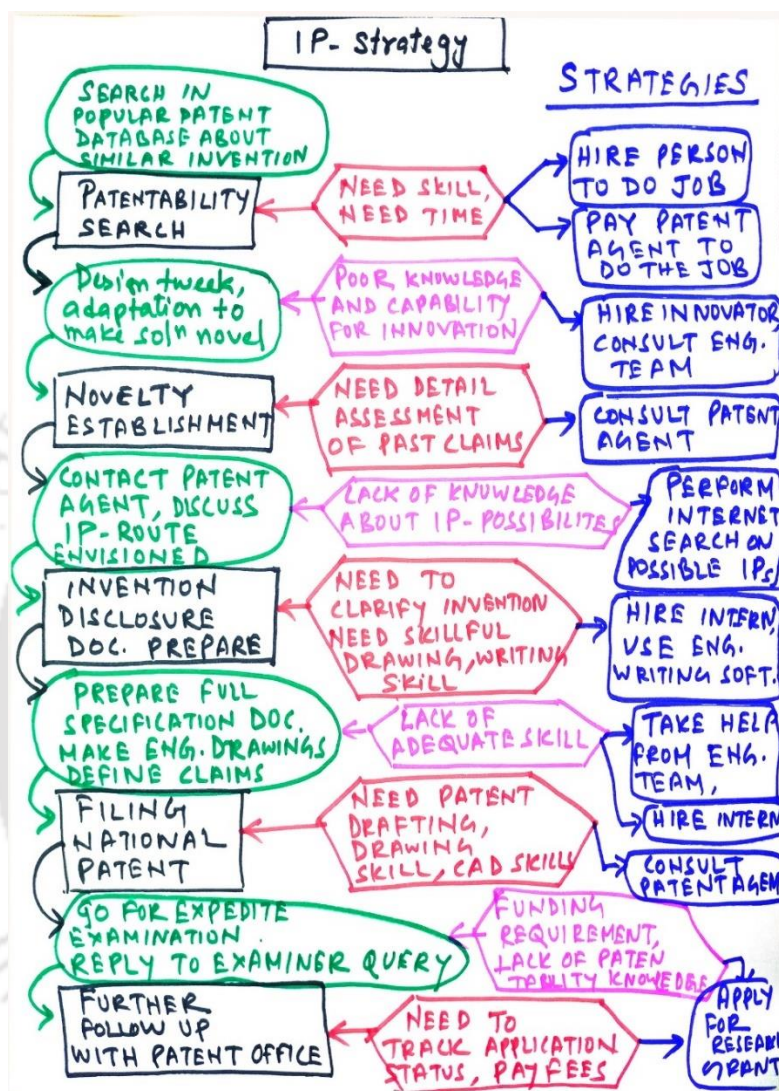 IP- Strategy
STRATEGIES
SEARCH IN
POPULAR PATENT
DATABASE ABOUT
SIMILAR INVENTION
PATENTABILITY
SEARCH
NEED SKILL,
NEED TIME
HIRE PERSON
TO DO JOB
PAY PATENT
AGENT TO
DO THE JOB
Design tweek,
adaptation to
make solⁿ novel
POOR KNOWLEDGE
AND CAPABILITY
FOR INNOVATION
HIRE INNOVATOR
CONSULT ENG.
TEAM
NOVELTY
ESTABLISHMENT
NEED DETAIL
ASSESSMENT
OF PAST CLAIMS
CONSULT PATENT
AGENT
CONTACT PATENT
AGENT, DISCUSS
IP-ROUTE
ENVISIONED
LACK OF KNOWLEDGE
ABOUT IP-POSSIBILITES
PERFORM
INTERNET
SEARCH ON
POSSIBLE IPs
INVENTION
DISCLOSURE
DOC. PREPARE
NEED TO
CLARIFY INVENTION
NEED SKILLFUL
DRAWING, WRITING
SKILL
HIRE INTERN,
USE ENG.
WRITING SOFT.
PREPARE FULL
SPECIFICATION DOC.
MAKE ENG. DRAWINGS
DEFINE CLAIMS
LACK OF
ADEQUATE SKILL
TAKE HELP
FROM ENG.
TEAM,
HIRE INTERN
FILING
NATIONAL
PATENT
NEED PATENT
DRAFTING,
DRAWING
SKILL, CAD SKILLS
CONSULT
PATENT AGEN
GO FOR EXPEDITE
EXAMINATION
REPLY TO EXAMINER QUERY
FUNDING
REQUIREMENT,
LACK OF PATEN
TABILITY KNOWLEDGE
FURTHER
FOLLOW UP
WITH PATENT OFFICE
NEED TO
TRACK APPLICATION
STATUS, PAY FEES
APPLY
FOR
RESEAR
GRANT